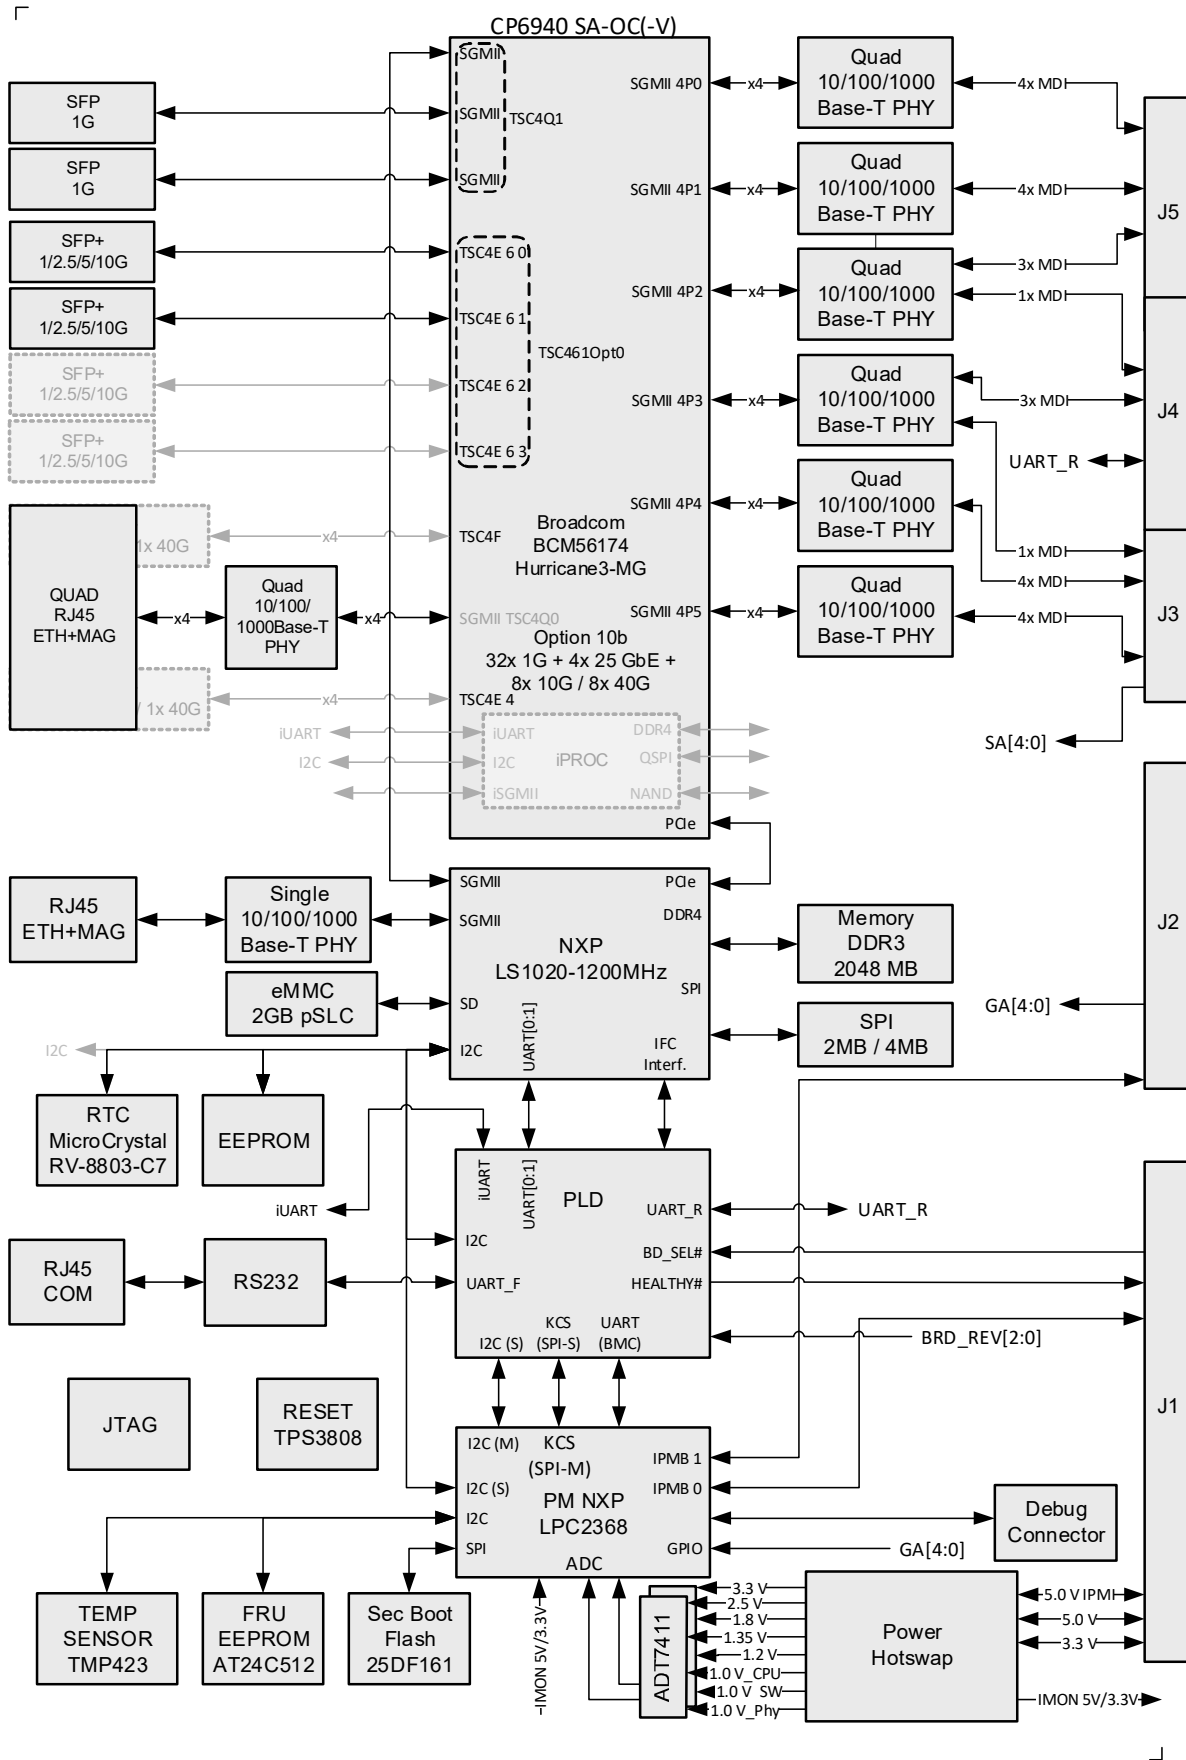 CP6940 SA-OC(-V)
SFP
1G
SFP
1G
SFP+
1/2.5/5/10G
SFP+
1/2.5/5/10G
SFP+
1/2.5/5/10G
SFP+
1/2.5/5/10G
1x 40G
QUAD
RJ45
ETH+MAG
/ 1x 40G
x4
Quad
10/100/
1000Base-T
PHY
x4
x4
x4
SGMII
SGMII
TSC4Q1
SGMII
TSC4E 6 0
TSC4E 6 1
TSC461Opt0
TSC4E 6 2
TSC4E 6 3
TSC4F
SGMII TSC4Q0
TSC4E 4
Broadcom
BCM56174
Hurricane3-MG
Option 10b
32x 1G + 4x 25 GbE +
8x 10G / 8x 40G
SGMII 4P0
SGMII 4P1
SGMII 4P2
SGMII 4P3
SGMII 4P4
SGMII 4P5
x4
x4
x4
x4
x4
x4
Quad
10/100/1000
Base-T PHY
Quad
10/100/1000
Base-T PHY
Quad
10/100/1000
Base-T PHY
Quad
10/100/1000
Base-T PHY
Quad
10/100/1000
Base-T PHY
Quad
10/100/1000
Base-T PHY
4x MDI
4x MDI
3x MDI
1x MDI
3x MDI
UART_R
1x MDI
4x MDI
4x MDI
J5
J4
J3
SA[4:0]
iUART
I2C
iUART
I2C
iSGMII
iPROC
DDR4
QSPI
NAND
PCIe
J2
GA[4:0]
RJ45
ETH+MAG
Single
10/100/1000
Base-T PHY
eMMC
2GB pSLC
SGMII
SGMII
SD
I2C
NXP
LS1020-1200MHz
UART[0:1]
PCIe
DDR4
SPI
IFC
Interf.
Memory
DDR3
2048 MB
SPI
2MB / 4MB
I2C
RTC
MicroCrystal
RV-8803-C7
EEPROM
iUART
RJ45
COM
RS232
iUART
UART[0:1]
PLD
I2C
UART_F
UART_R
BD_SEL#
HEALTHY#
I2C (S)
KCS
(SPI-S)
UART
(BMC)
UART_R
BRD_REV[2:0]
J1
JTAG
RESET
TPS3808
I2C (M)
KCS
(SPI-M)
I2C (S)
I2C
SPI
PM NXP
LPC2368
ADC
IPMB 1
IPMB 0
GPIO
GA[4:0]
Debug
Connector
TEMP
SENSOR
TMP423
FRU
EEPROM
AT24C512
Sec Boot
Flash
25DF161
IMON 5V/3.3V
ADT7411
3.3 V
2.5 V
1.8 V
1.35 V
1.2 V
1.0 V_CPU
1.0 V_SW
1.0 V_Phy
Power
Hotswap
5.0 V IPMI
5.0 V
3.3 V
IMON 5V/3.3V